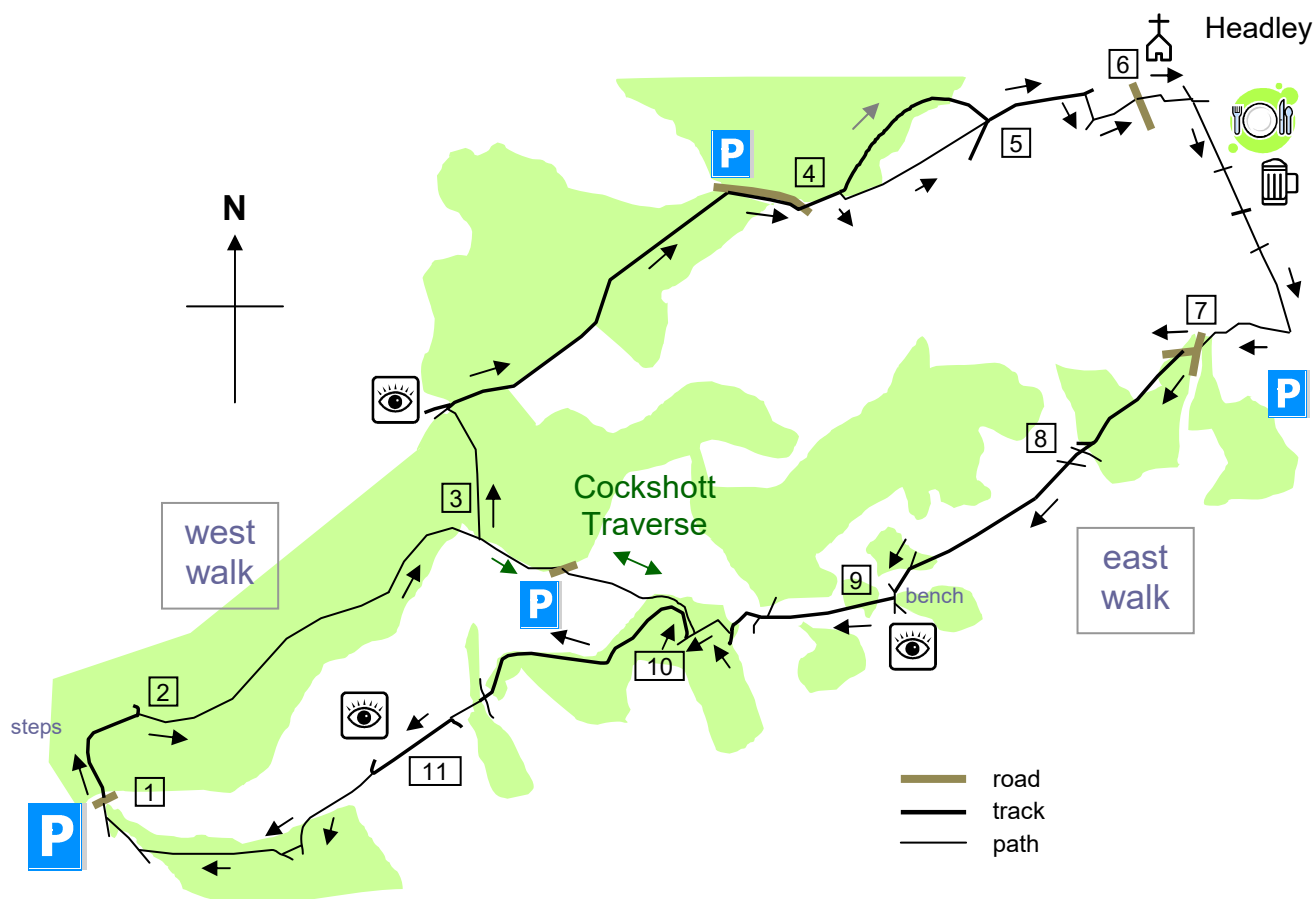 Headley
6
P
4
5
N
7
P
8
3
Cockshott
Traverse
west
walk
east
walk
P
9
bench
10
2
steps
11
1
P
road
track
path